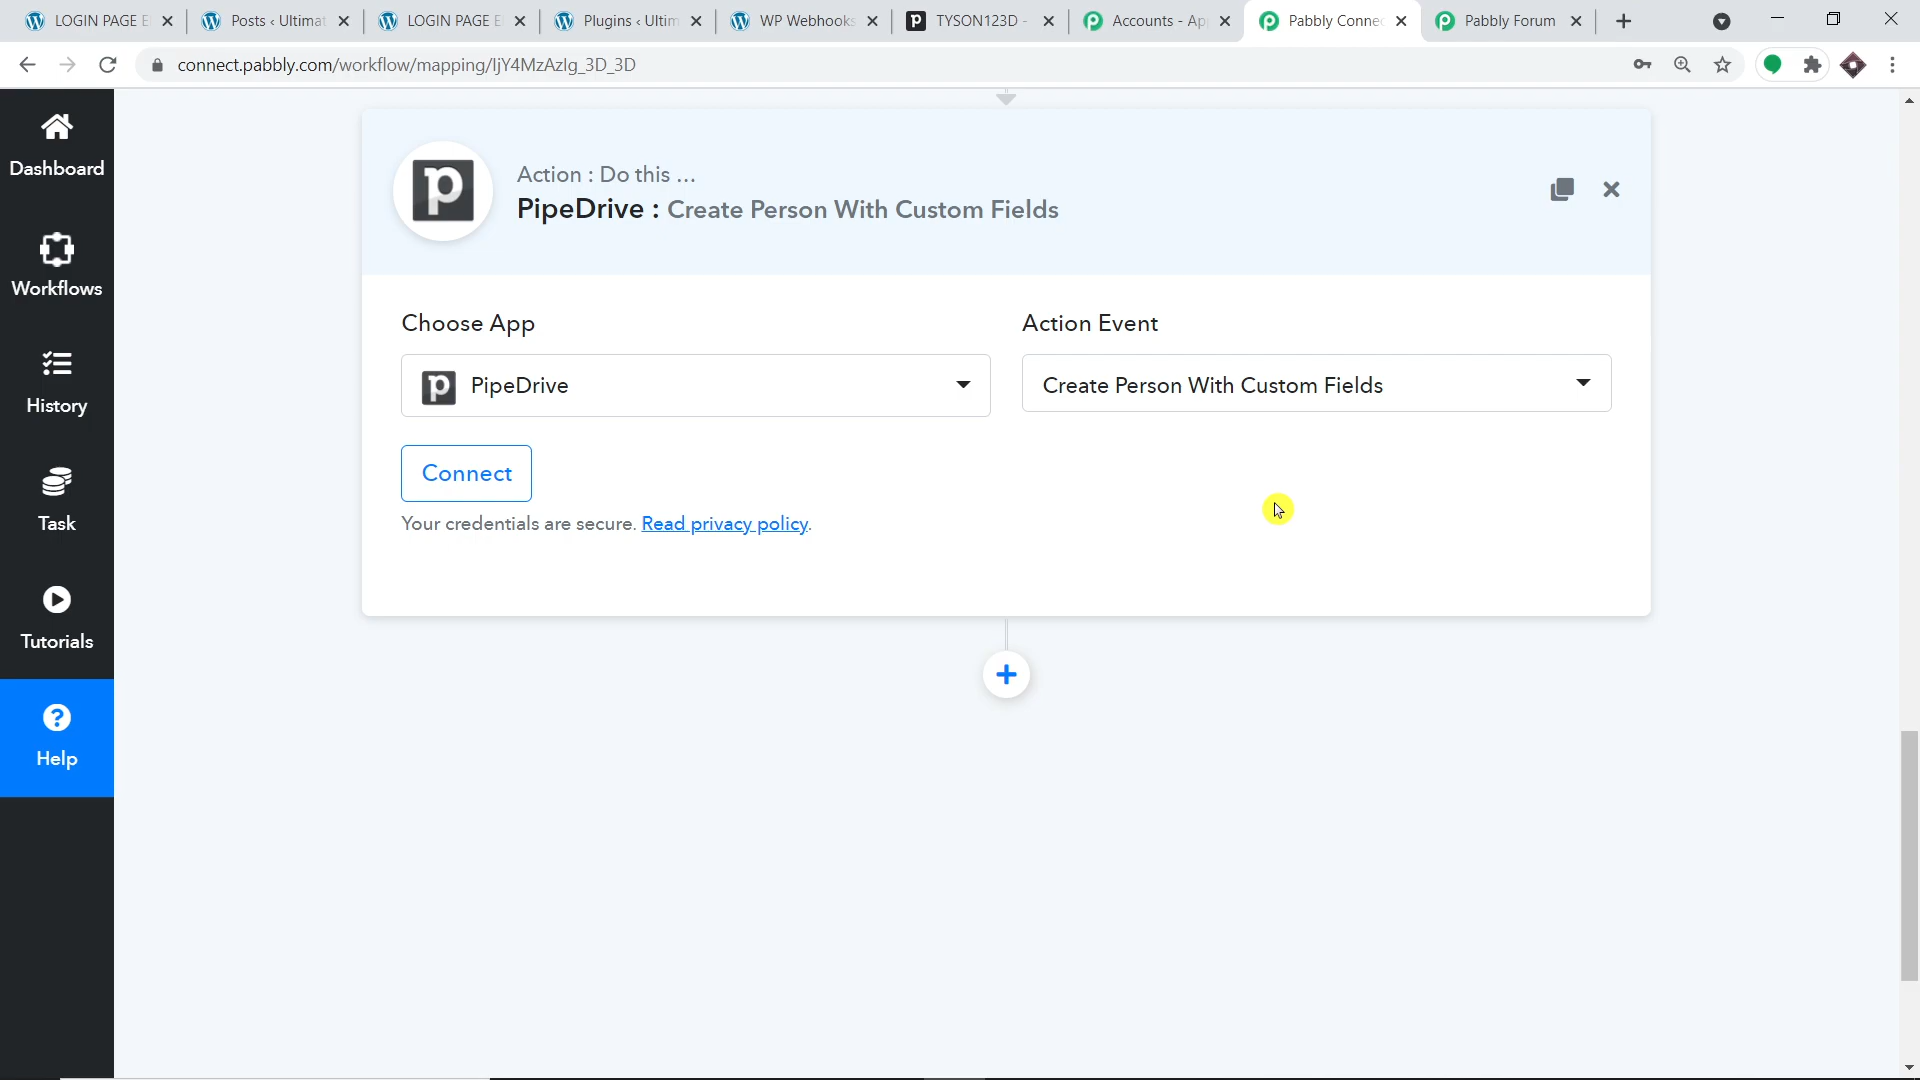 LOGIN PAGE E
Posts ‹ Ultimat
LOGIN PAGE E
Plugins ‹ Ultim
WP Webhooks
TYSON123D -
Accounts - Ap
Pabbly Connec
Pabbly Forum
connect.pabbly.com/workflow/mapping/IjY4MzAzIg_3D_3D
Dashboard
Workflows
History
Task
Tutorials
Help
Action : Do this ...
PipeDrive : Create Person With Custom Fields
Choose App
Action Event
PipeDrive
Create Person With Custom Fields
Connect
Your credentials are secure. Read privacy policy.